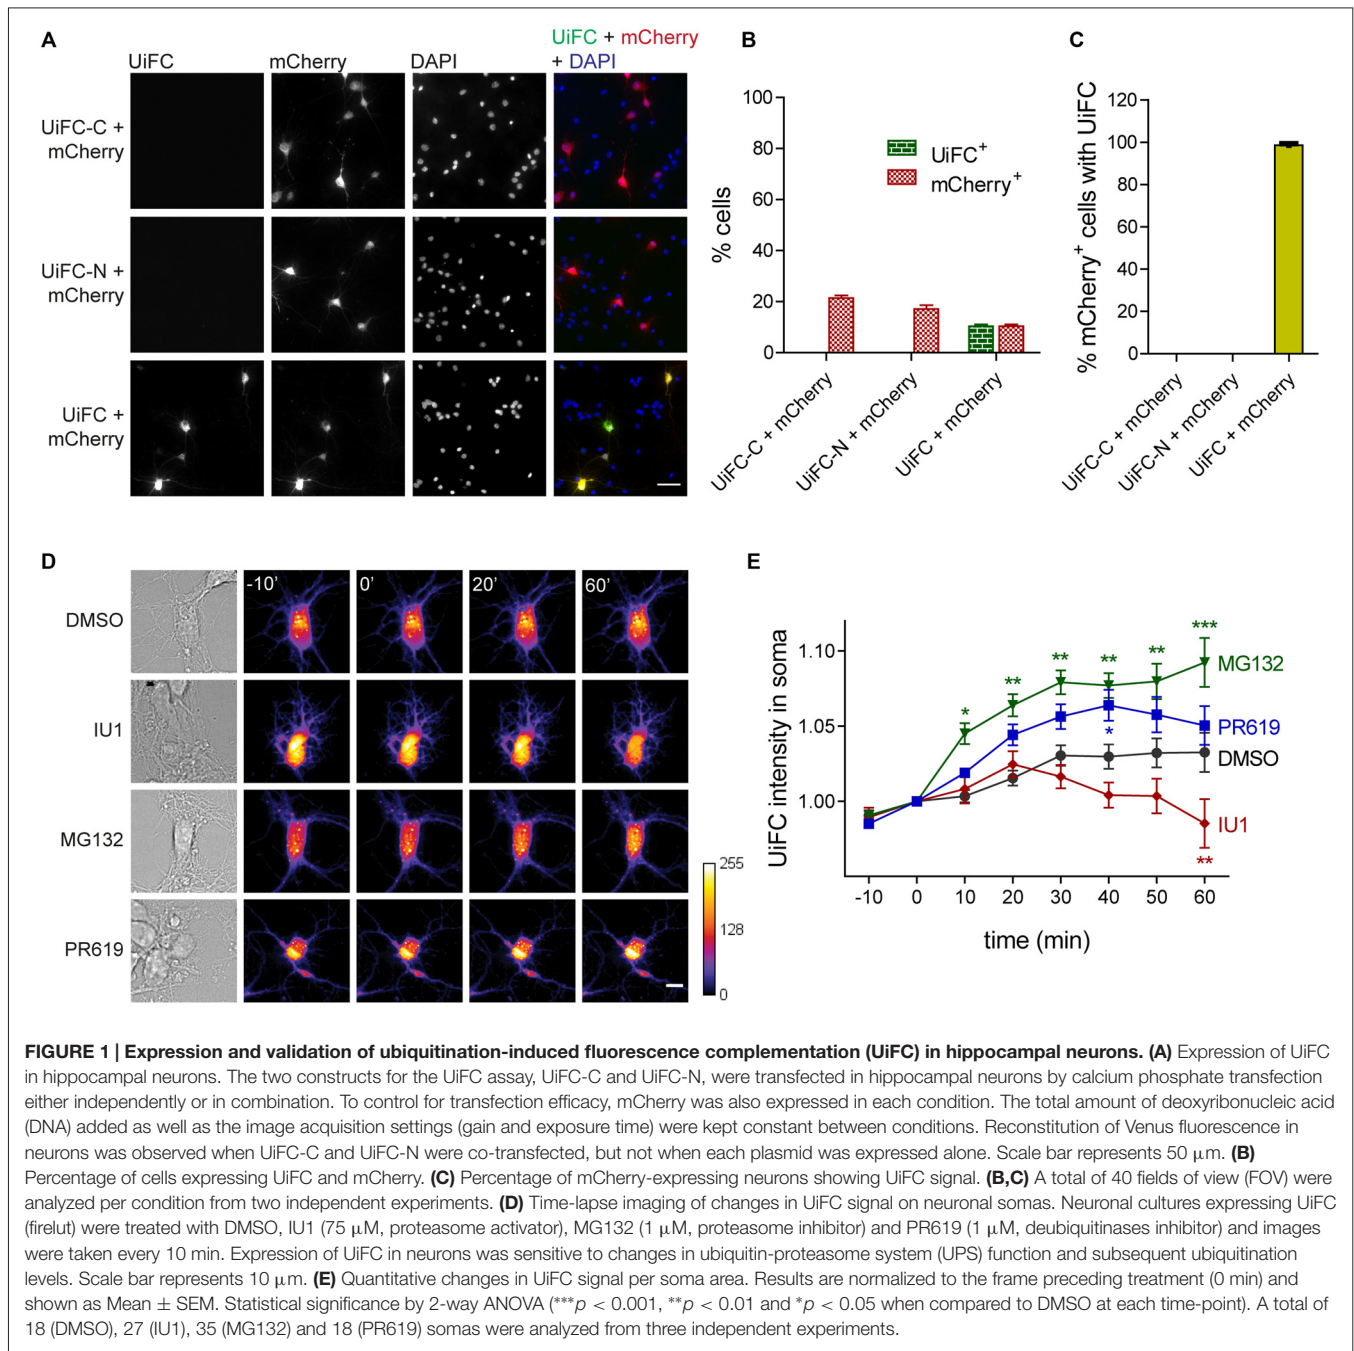 A
UiFC
mCherry
DAPI
UiFC + mCherry
+ DAPI
UiFC-C +
mCherry
UiFC-N +
mCherry
UiFC +
mCherry
B
% cells
100
80
60
40
20
0
UiFC⁺
mCherry⁺
UiFC-C + mCherry
UiFC-N + mCherry
UiFC + mCherry
C
% mCherry⁺ cells with UiFC
120
100
80
60
40
20
0
UiFC-C + mCherry
UiFC-N + mCherry
UiFC + mCherry
D
-10'
0'
20'
60'
DMSO
IU1
MG132
PR619
255
128
0
E
UiFC intensity in soma
1.10
1.05
1.00
*
**
**
**
**
***
*
**
MG132
PR619
DMSO
IU1
-10 0 10 20 30 40 50 60
time (min)
FIGURE 1 | Expression and validation of ubiquitination-induced fluorescence complementation (UiFC) in hippocampal neurons. (A) Expression of UiFC
in hippocampal neurons. The two constructs for the UiFC assay, UiFC-C and UiFC-N, were transfected in hippocampal neurons by calcium phosphate transfection
either independently or in combination. To control for transfection efficacy, mCherry was also expressed in each condition. The total amount of deoxyribonucleic acid
(DNA) added as well as the image acquisition settings (gain and exposure time) were kept constant between conditions. Reconstitution of Venus fluorescence in
neurons was observed when UiFC-C and UiFC-N were co-transfected, but not when each plasmid was expressed alone. Scale bar represents 50 μm. (B)
Percentage of cells expressing UiFC and mCherry. (C) Percentage of mCherry-expressing neurons showing UiFC signal. (B,C) A total of 40 fields of view (FOV) were
analyzed per condition from two independent experiments. (D) Time-lapse imaging of changes in UiFC signal on neuronal somas. Neuronal cultures expressing UiFC
(firelut) were treated with DMSO, IU1 (75 μM, proteasome activator), MG132 (1 μM, proteasome inhibitor) and PR619 (1 μM, deubiquitinases inhibitor) and images
were taken every 10 min. Expression of UiFC in neurons was sensitive to changes in ubiquitin-proteasome system (UPS) function and subsequent ubiquitination
levels. Scale bar represents 10 μm. (E) Quantitative changes in UiFC signal per soma area. Results are normalized to the frame preceding treatment (0 min) and
shown as Mean ± SEM. Statistical significance by 2-way ANOVA (***p < 0.001, **p < 0.01 and *p < 0.05 when compared to DMSO at each time-point). A total of
18 (DMSO), 27 (IU1), 35 (MG132) and 18 (PR619) somas were analyzed from three independent experiments.